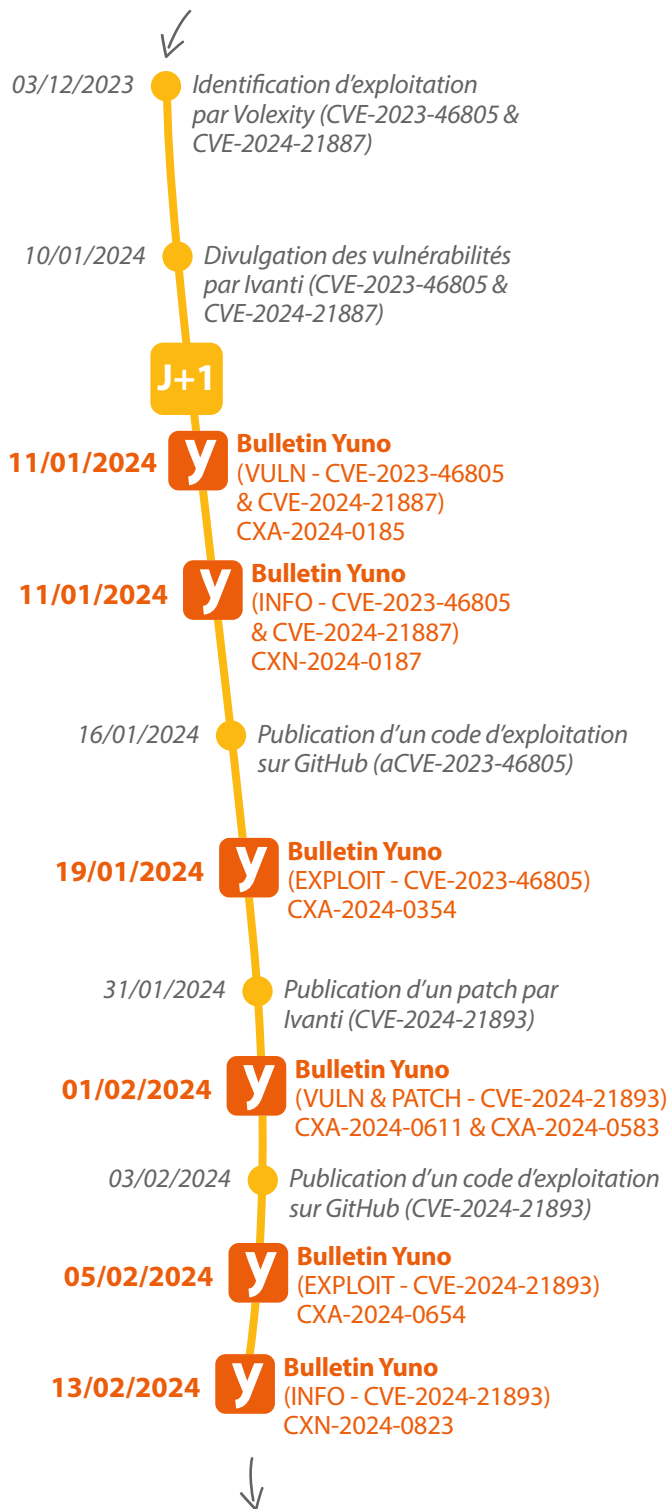 03/12/2023
Identification d'exploitation
par Volexity (CVE-2023-46805 &
CVE-2024-21887)
10/01/2024
Divulgation des vulnérabilités
par Ivanti (CVE-2023-46805 &
CVE-2024-21887)
J+1
11/01/2024
y
Bulletin Yuno
(VULN - CVE-2023-46805
& CVE-2024-21887)
CXA-2024-0185
11/01/2024
y
Bulletin Yuno
(INFO - CVE-2023-46805
& CVE-2024-21887)
CXN-2024-0187
16/01/2024
Publication d'un code d'exploitation
sur GitHub (aCVE-2023-46805)
19/01/2024
y
Bulletin Yuno
(EXPLOIT - CVE-2023-46805)
CXA-2024-0354
31/01/2024
Publication d'un patch par
Ivanti (CVE-2024-21893)
01/02/2024
y
Bulletin Yuno
(VULN & PATCH - CVE-2024-21893)
CXA-2024-0611 & CXA-2024-0583
03/02/2024
Publication d'un code d'exploitation
sur GitHub (CVE-2024-21893)
05/02/2024
y
Bulletin Yuno
(EXPLOIT - CVE-2024-21893)
CXA-2024-0654
13/02/2024
y
Bulletin Yuno
(INFO - CVE-2024-21893)
CXN-2024-0823